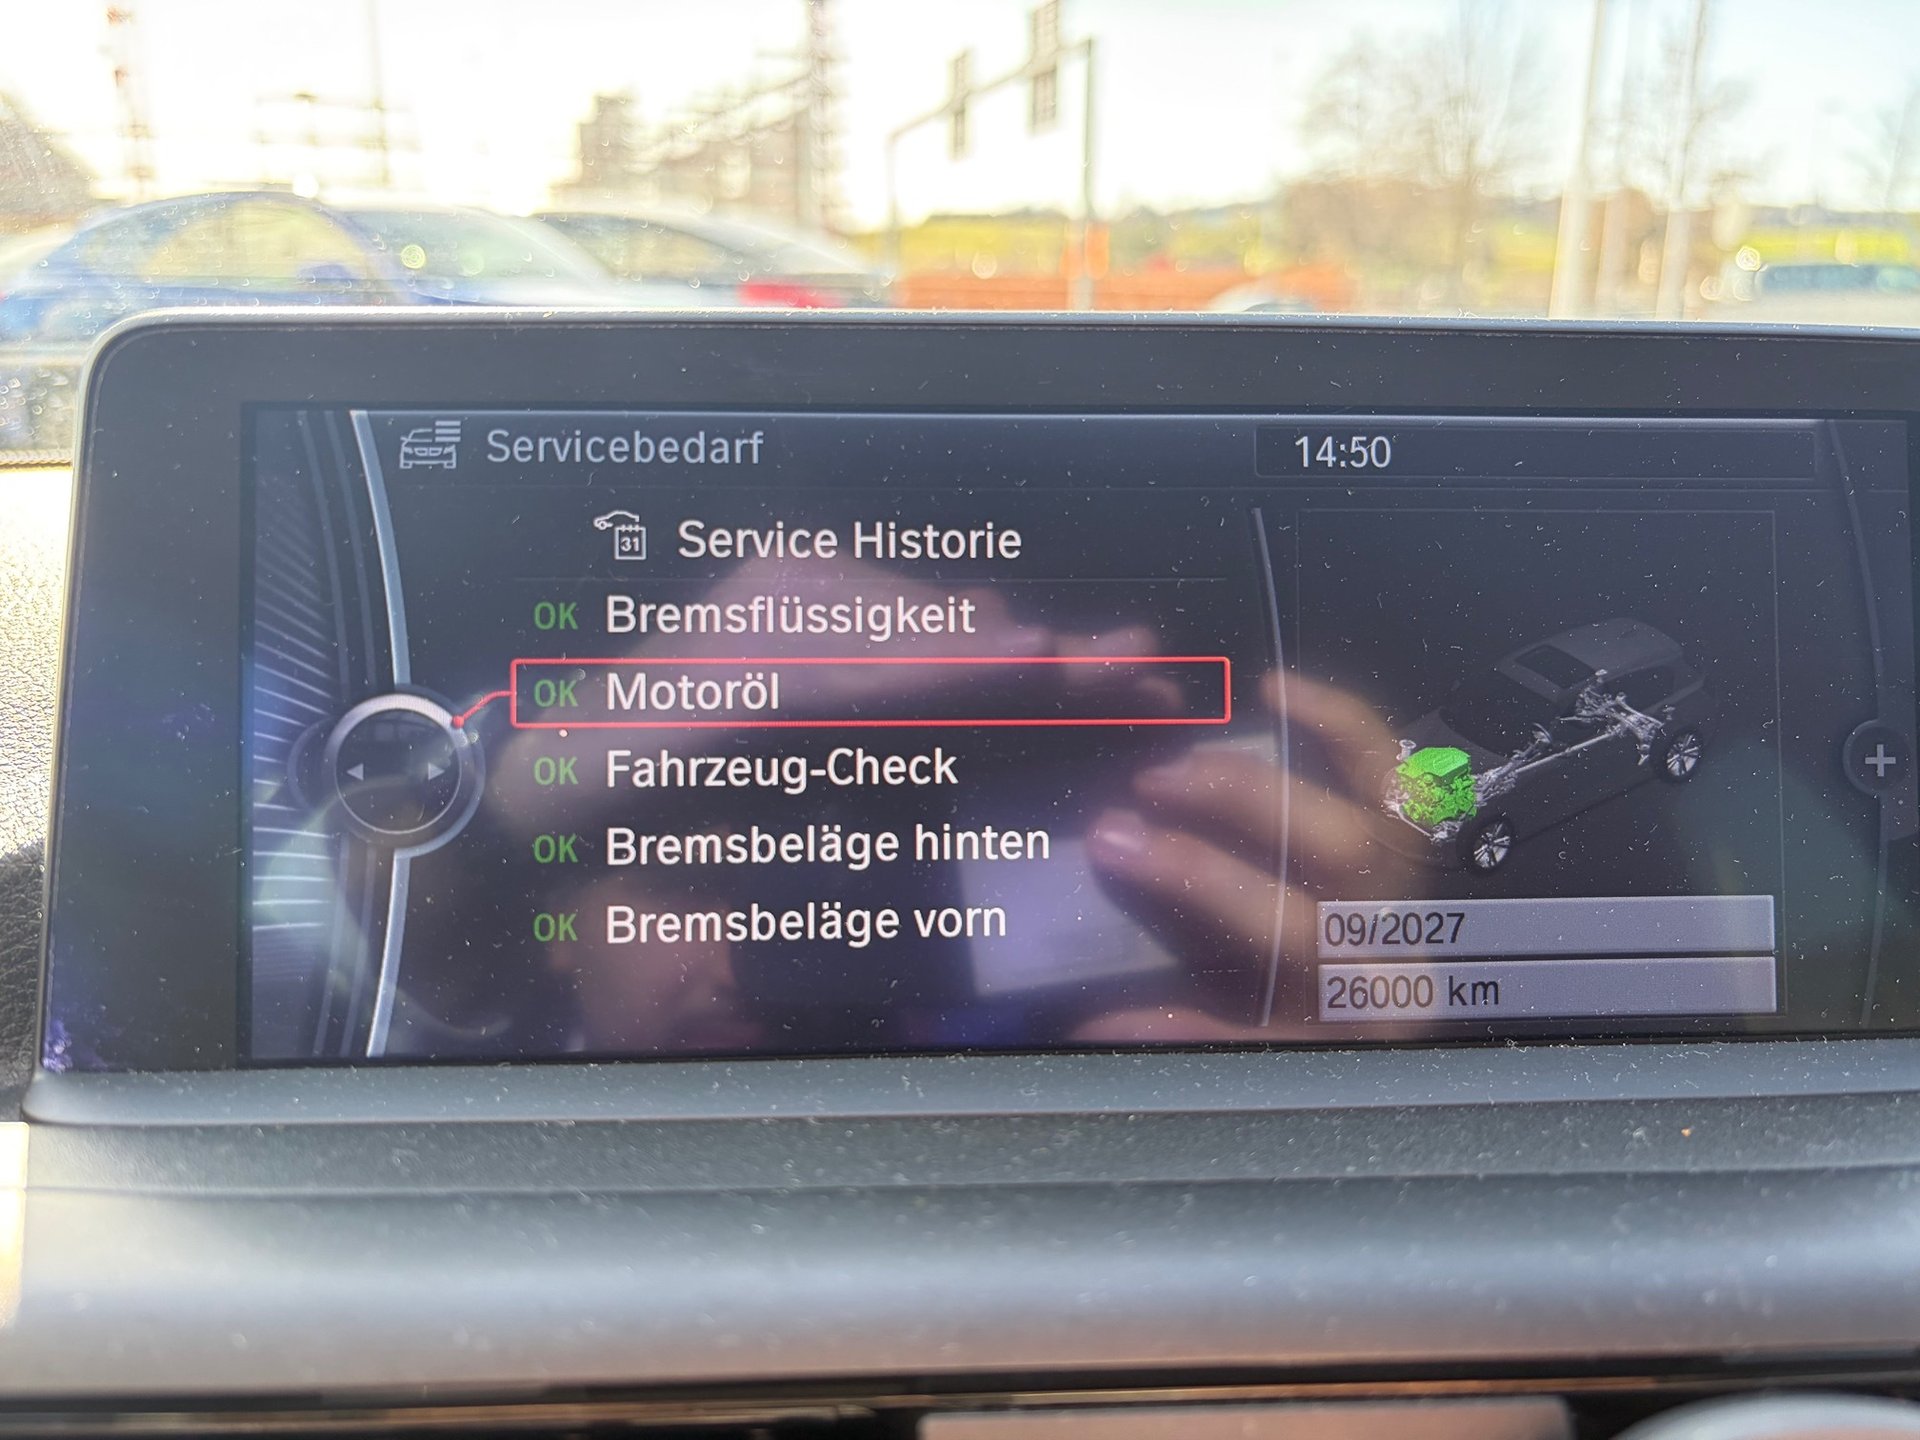 Servicebedarf
14:50
31
Service Historie
OK Bremsflüssigkeit
OK Motoröl
OK Fahrzeug-Check
OK Bremsbeläge hinten
OK Bremsbeläge vorn
09/2027
26000 km